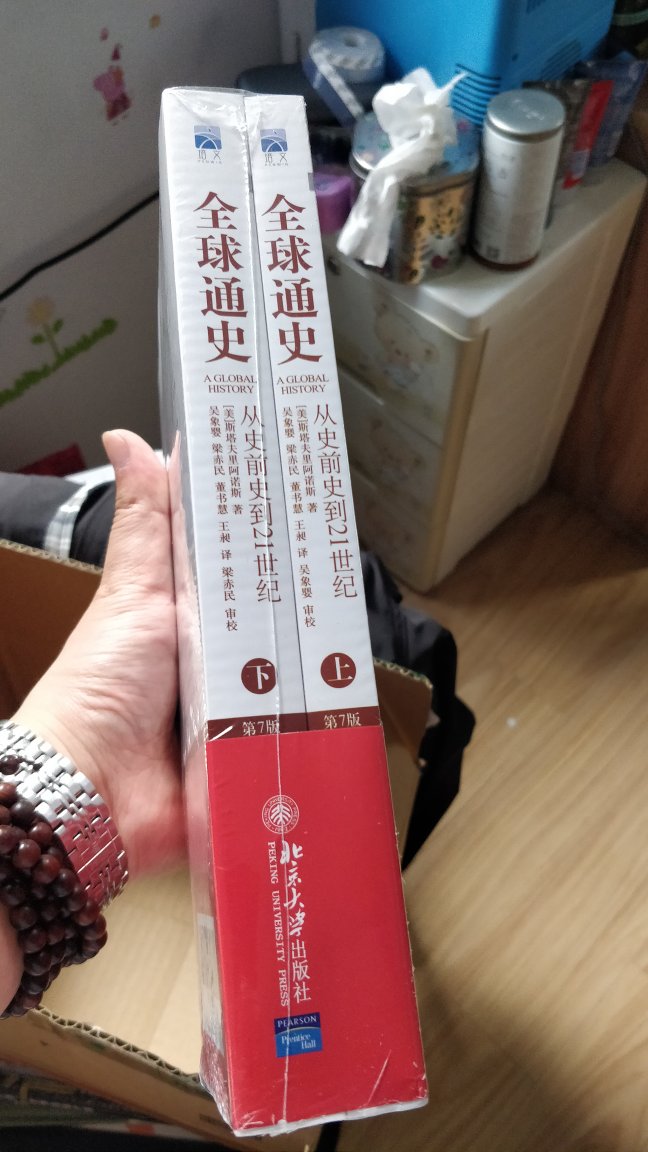 培文
全球通史
A GLOBAL
HISTORY
从史前史到21世纪
[美]斯塔夫里阿诺斯 著
吴象婴 梁赤民 董书慧 王昶 译 梁赤民 审校
下
第7版
培文
全球通史
A GLOBAL
HISTORY
从史前史到21世纪
[美]斯塔夫里阿诺斯 著
吴象婴 梁赤民 董书慧 王昶 译 吴象婴 审校
上
第7版
北京大学出版社
PEKING UNIVERSITY PRESS
PEARSON
Prentice
Hall